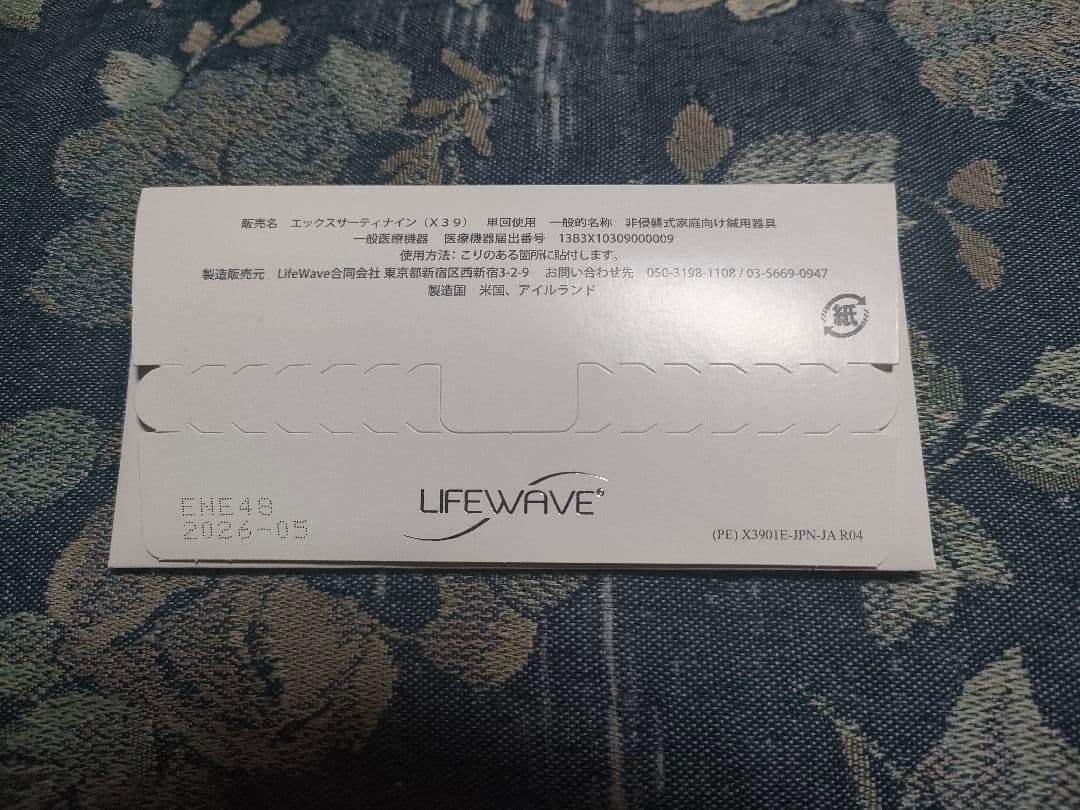 販売名 エックスサーティナイン(X39) 単回使用 一般的名称 非侵襲式家庭向け鍼用器具
一般医療機器 医療機器届出番号 13B3X10309000009
使用方法:こりのある箇所に貼付します。
製造販売元 LifeWave合同会社 東京都新宿区西新宿3-2-9 お問い合わせ先 050-3198-1108 / 03-5669-0947
製造国 米国、アイルランド
紙
LIFEWAVE®
ENE48
2026-05
(PE) X3901E-JPN-JA R04